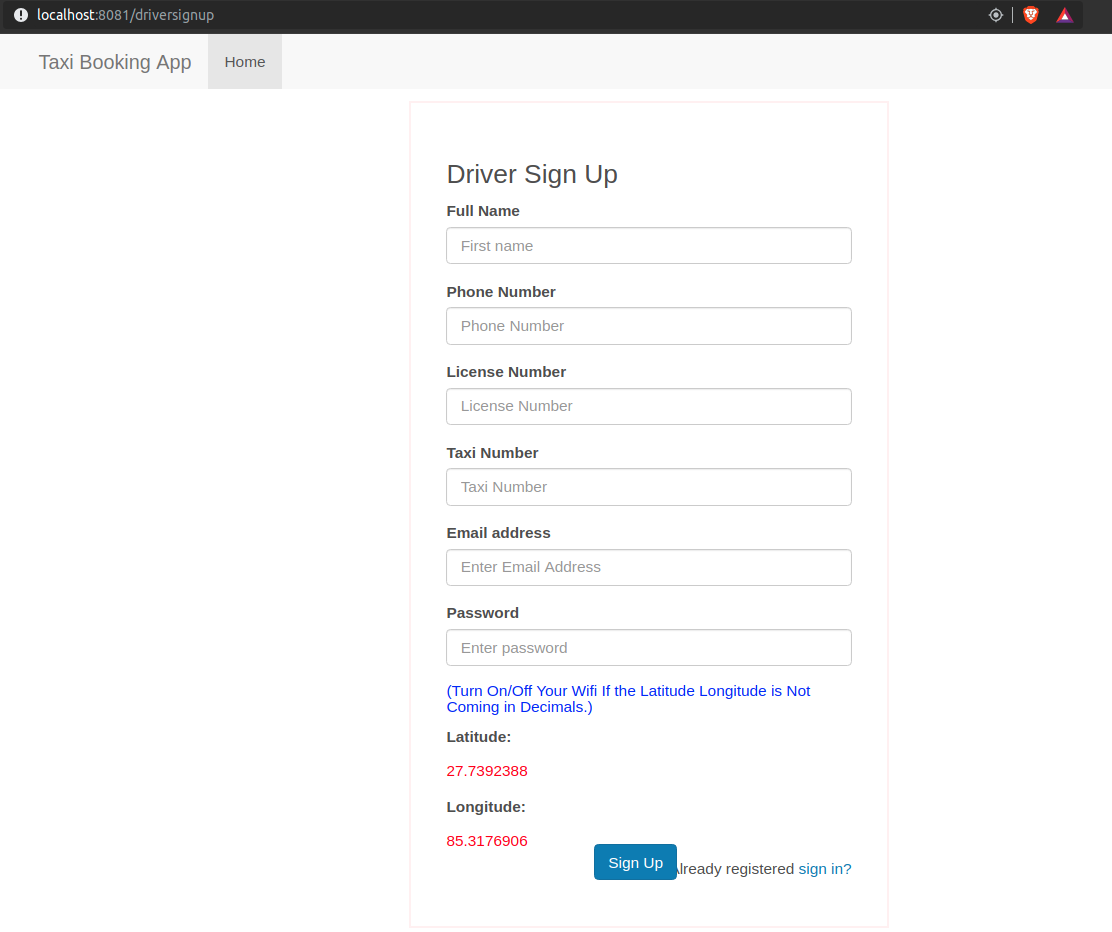 localhost:8081/driversignup
Taxi Booking App Home
Driver Sign Up
Full Name
First name
Phone Number
Phone Number
License Number
License Number
Taxi Number
Taxi Number
Email address
Enter Email Address
Password
Enter password
(Turn On/Off Your Wifi If the Latitude Longitude is Not
Coming in Decimals.)
Latitude:
27.7392388
Longitude:
85.3176906
Sign Up
Already registered sign in?